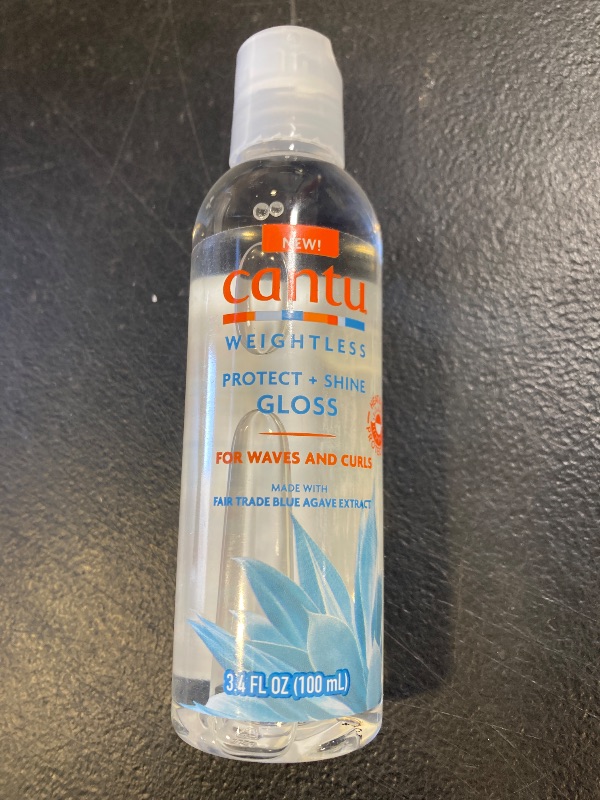 NEW!
cantu
WEIGHTLESS
PROTECT + SHINE
GLOSS
FOR WAVES AND CURLS
MADE WITH
FAIR TRADE BLUE AGAVE EXTRACT
3.4 FL OZ (100 mL)